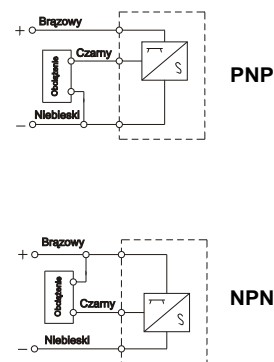 + Brązowy
Czarny
Obciążenie
S
PNP
− Niebieski
+ Brązowy
Obciążenie
Czarny
S
NPN
− Niebieski